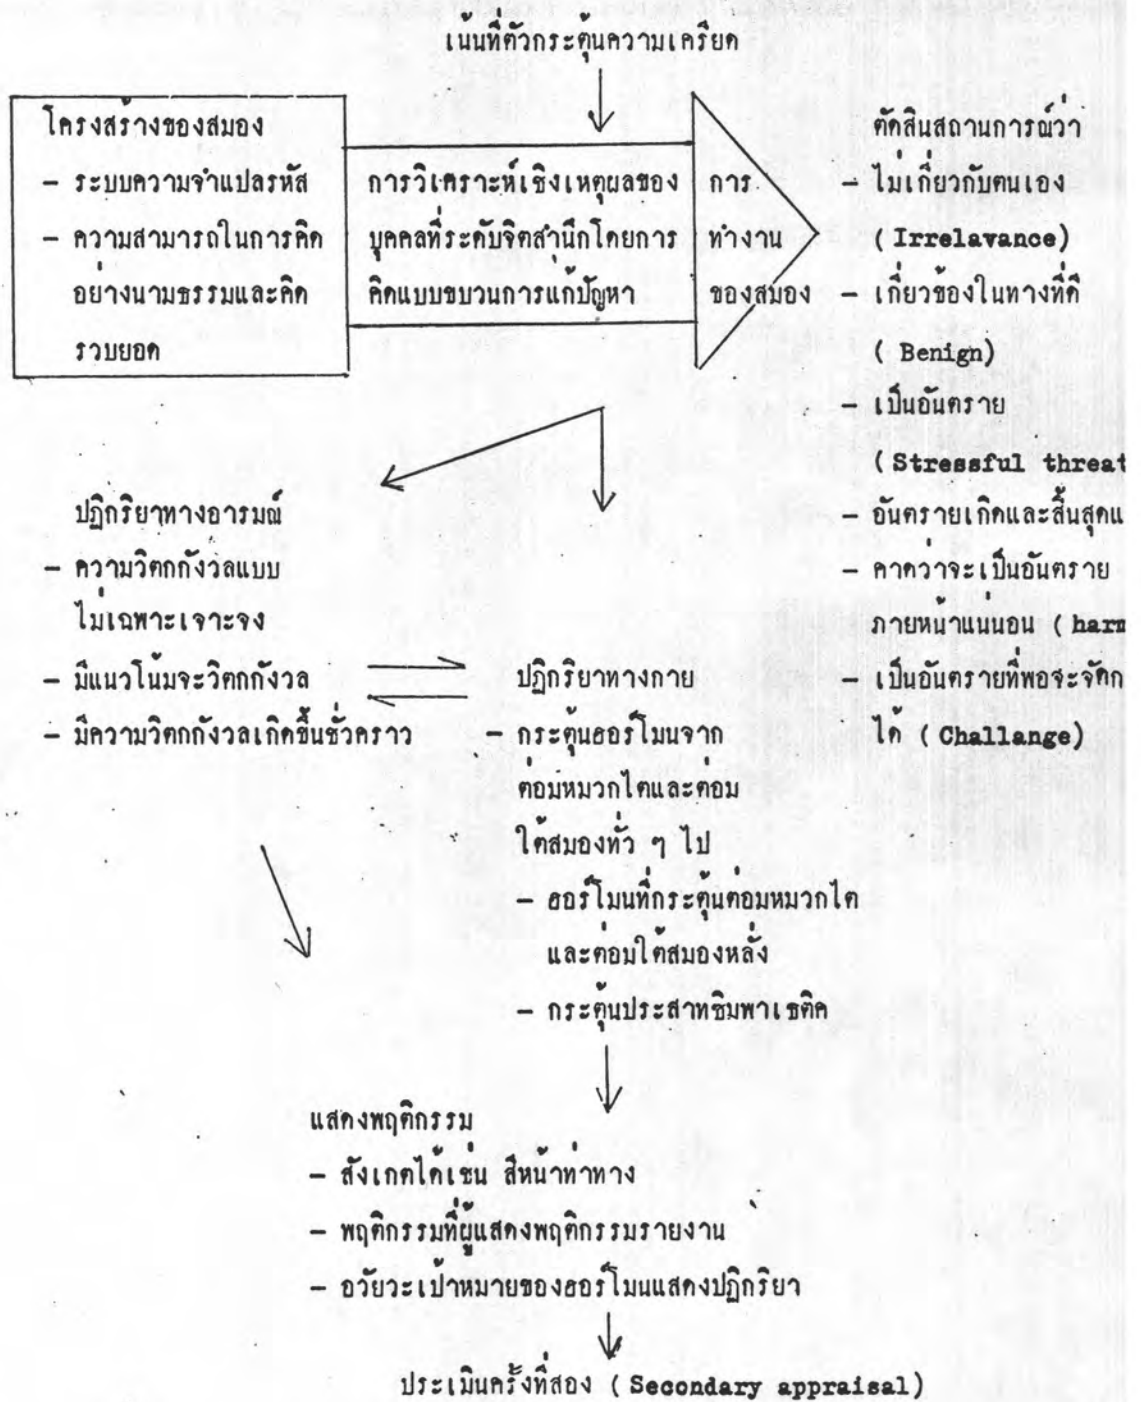 เน้นที่ตัวกระตุ้นความเครียด
โครงสร้างของสมอง
- ระบบความจำแปลรหัส
- ความสามารถในการคิด
อย่างนามธรรมและคิด
รวบยอด
การวิเคราะห์เชิงเหตุผลของ
บุคคลที่ระดับจิตสำนึกโดยการ
คิดแบบขบวนการแก้ปัญหา
การ
ทำงาน
ของสมอง
ตัดสินสถานการณ์ว่า
- ไม่เกี่ยวกับตนเอง
(Irrelavance)
- เกี่ยวข้องในทางที่ดี
( Benign)
- เป็นอันตราย
(Stressful threat
- อันตรายเกิดและสิ้นสุดแ
- คาดว่าจะเป็นอันตราย
ภายหน้าแน่นอน (harm
- เป็นอันตรายที่พอจะจัดก
ได้ (Challange)
ปฏิกริยาทางอารมณ์
- ความวิตกกังวลแบบ
ไม่เฉพาะเจาะจง
- มีแนวโน้มจะวิตกกังวล
- มีความวิตกกังวลเกิดขึ้นชั่วคราว
ปฏิกริยาทางกาย
- กระตุ้นฮอร์โมนจาก
ต่อมหมวกไตและต่อม
ใต้สมองทั่ว ๆ ไป
- ฮอร์โมนที่กระตุ้นต่อมหมวกไต
และต่อมใต้สมองหลั่ง
- กระตุ้นประสาทซิมพาเธติค
แสดงพฤติกรรม
- สังเกตได้เช่น สีหน้าท่าทาง
- พฤติกรรมที่ผู้แสดงพฤติกรรมรายงาน
- อวัยวะเป้าหมายของฮอร์โมนแสดงปฏิกริยา
ประเมินครั้งที่สอง (Secondary appraisal)